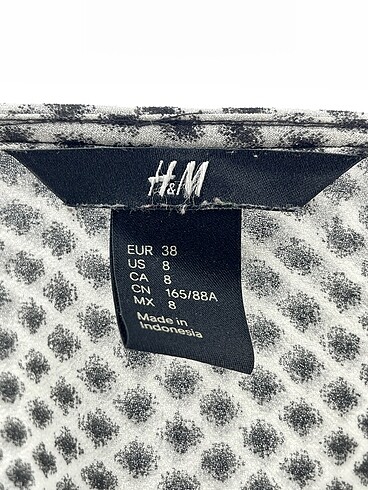 H&M
EUR 38
US 8
CA 8
CN 165/88A
MX 8
Made in
Indonesia